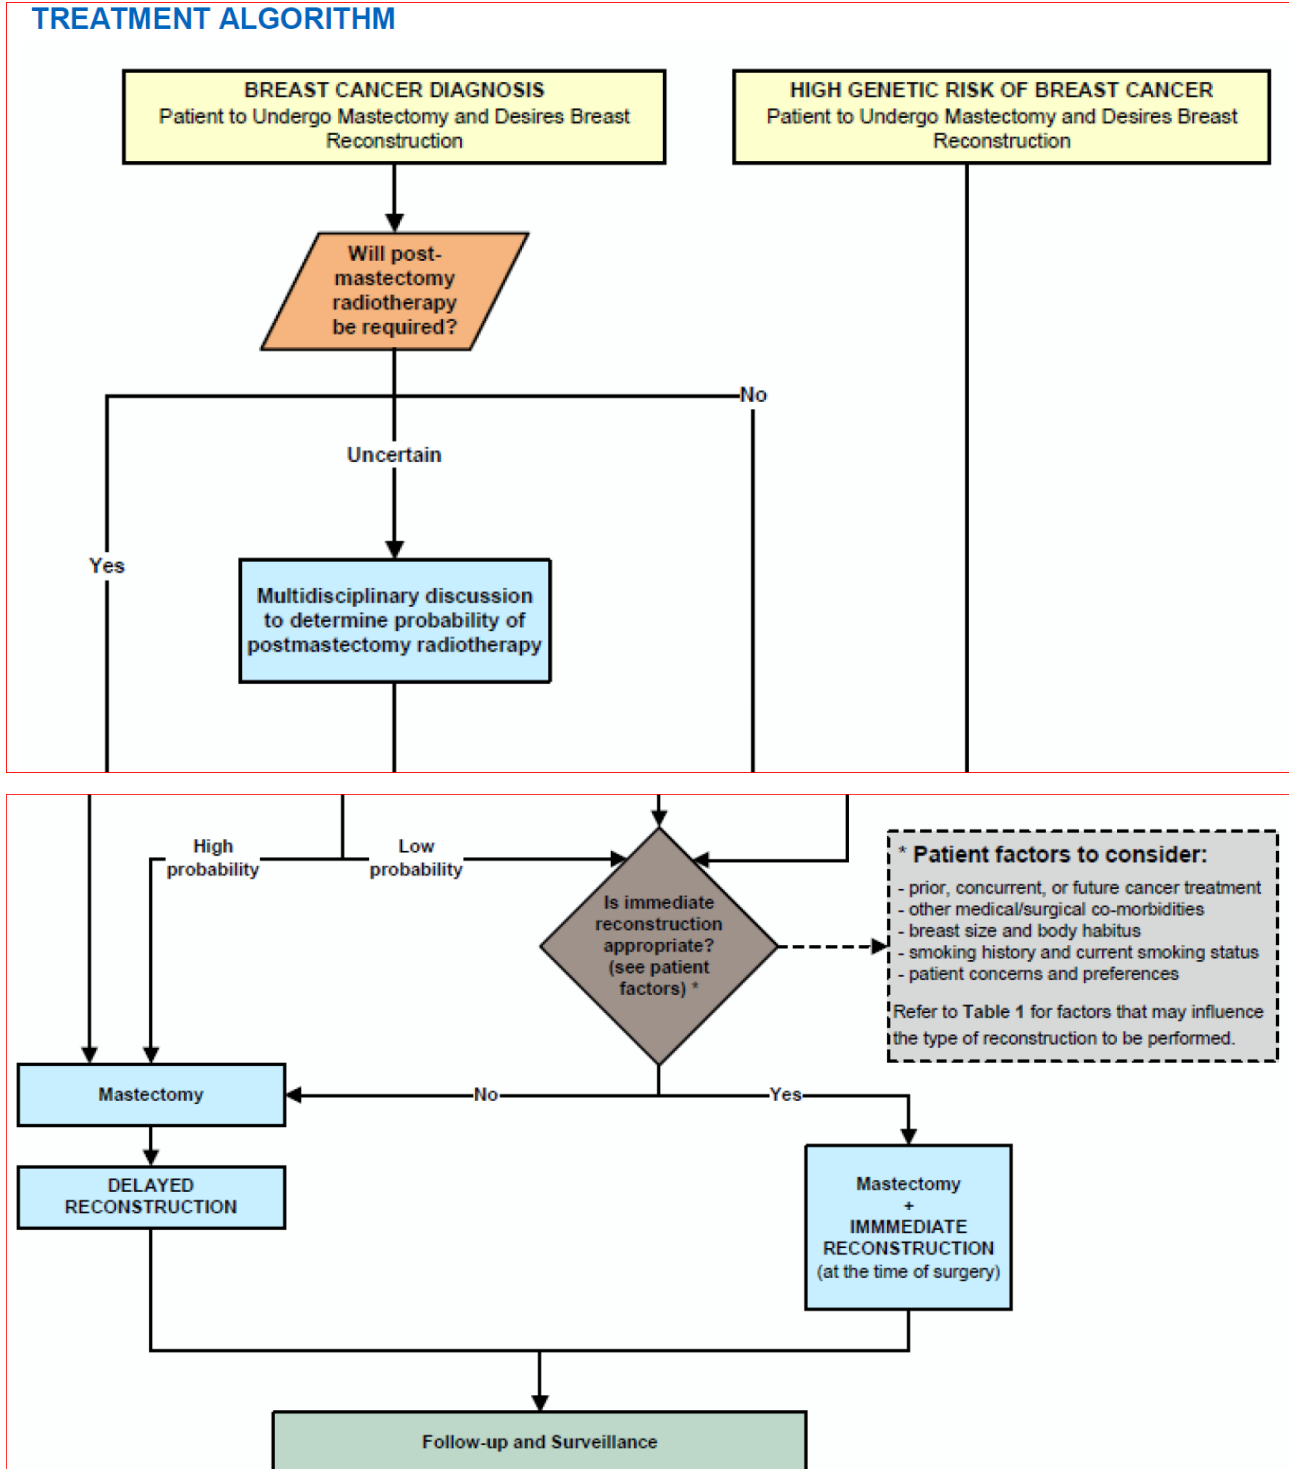 TREATMENT ALGORITHM
BREAST CANCER DIAGNOSIS
Patient to Undergo Mastectomy and Desires Breast
Reconstruction
HIGH GENETIC RISK OF BREAST CANCER
Patient to Undergo Mastectomy and Desires Breast
Reconstruction
Will post-
mastectomy
radiotherapy
be required?
No
Uncertain
Yes
Multidisciplinary discussion
to determine probability of
postmastectomy radiotherapy
High
probability
Low
probability
Is immediate
reconstruction
appropriate?
(see patient
factors) *
* Patient factors to consider:
- prior, concurrent, or future cancer treatment
- other medical/surgical co-morbidities
- breast size and body habitus
- smoking history and current smoking status
- patient concerns and preferences
Refer to Table 1 for factors that may influence
the type of reconstruction to be performed.
Mastectomy
No
Yes
DELAYED
RECONSTRUCTION
Mastectomy
+
IMMMEDIATE
RECONSTRUCTION
(at the time of surgery)
Follow-up and Surveillance